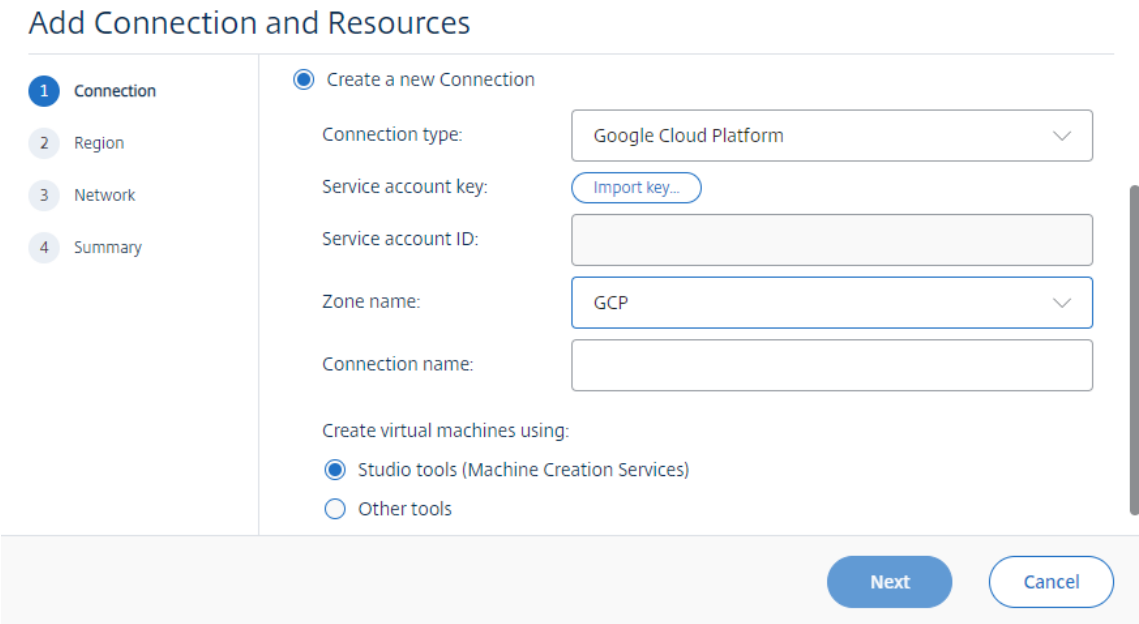 Add Connection and Resources
1 Connection
2 Region
3 Network
4 Summary
Create a new Connection
Connection type: Google Cloud Platform
Service account key: Import key...
Service account ID:
Zone name: GCP
Connection name:
Create virtual machines using:
Studio tools (Machine Creation Services)
Other tools
Next Cancel